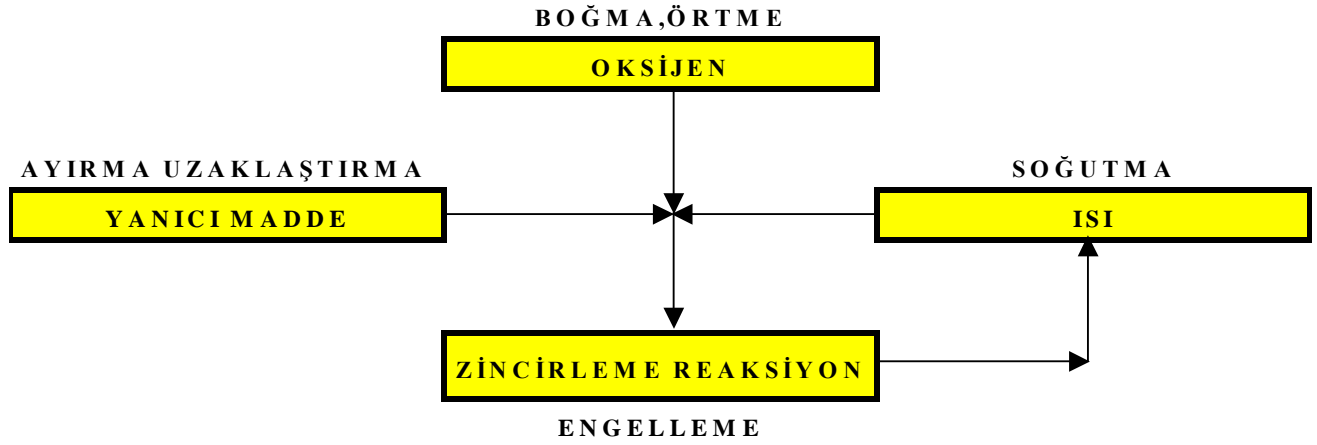 BOĞMA,ÖRTME
OKSİJEN
AYIRMA UZAKLAŞTIRMA
YANICI MADDE
SOĞUTMA
ISI
ZİNCİRLEME REAKSİYON
ENGELLEME